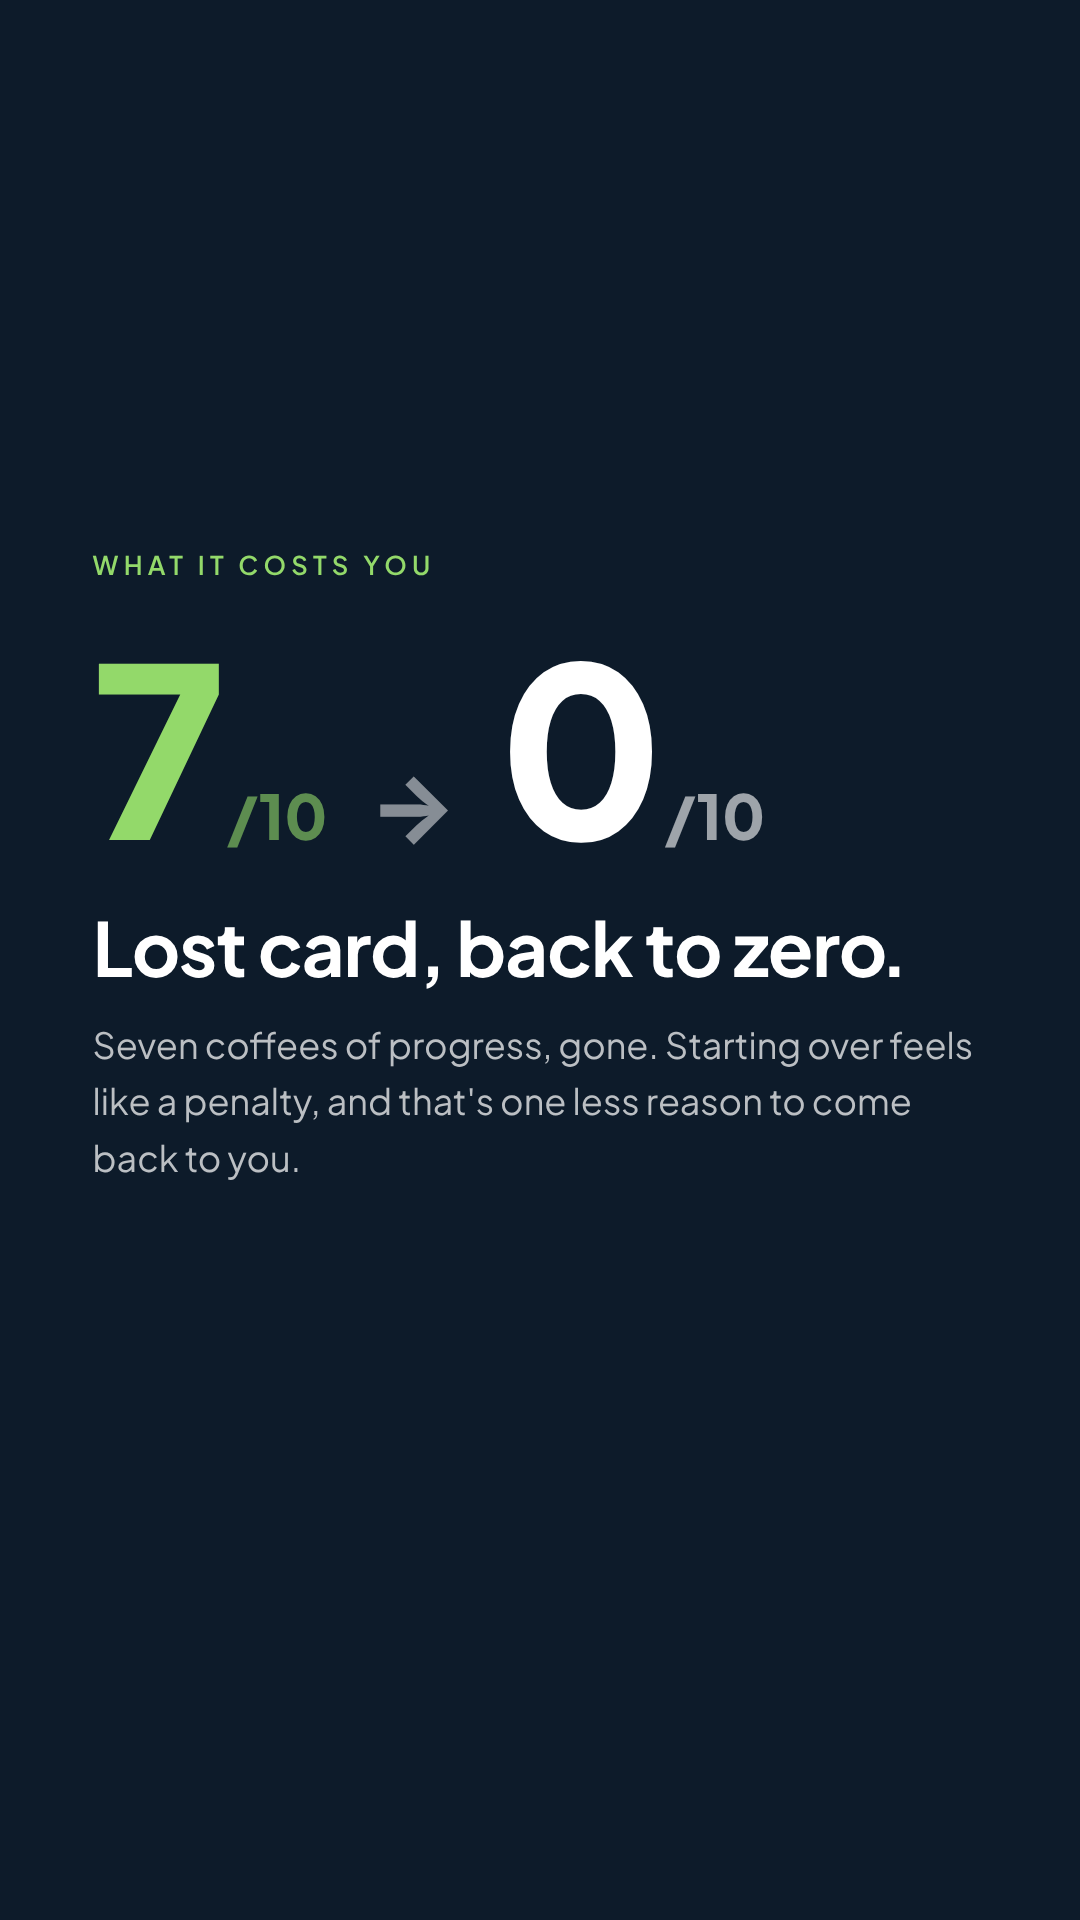 WHAT IT COSTS YOU
7/10 → 0/10
Lost card, back to zero.
Seven coffees of progress, gone. Starting over feels
like a penalty, and that's one less reason to come
back to you.